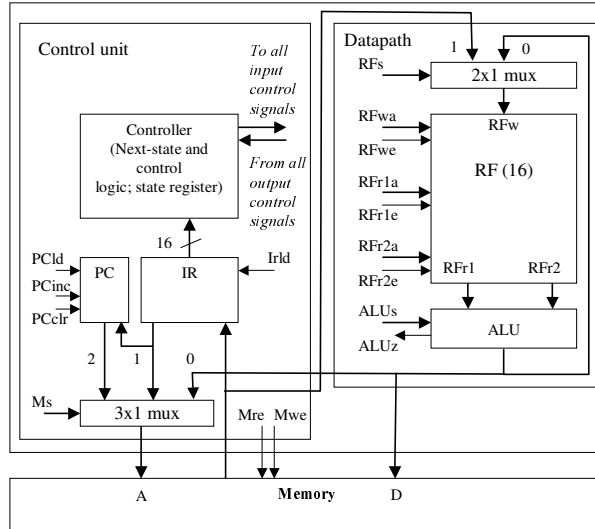 Control unit
To all
input
control
signals
Controller
(Next-state and
control
logic; state register)
From all
output
control
signals
16
PCld
PCinc
PCclr
PC
IR
Irld
2
1
0
Ms
3x1 mux
Mre
Mwe
A
Memory
D
Datapath
1
0
RFs
2x1 mux
RFwa
RFwe
RFw
RF (16)
RFr1a
RFr1e
RFr2a
RFr2e
RFr1
RFr2
ALUs
ALUz
ALU